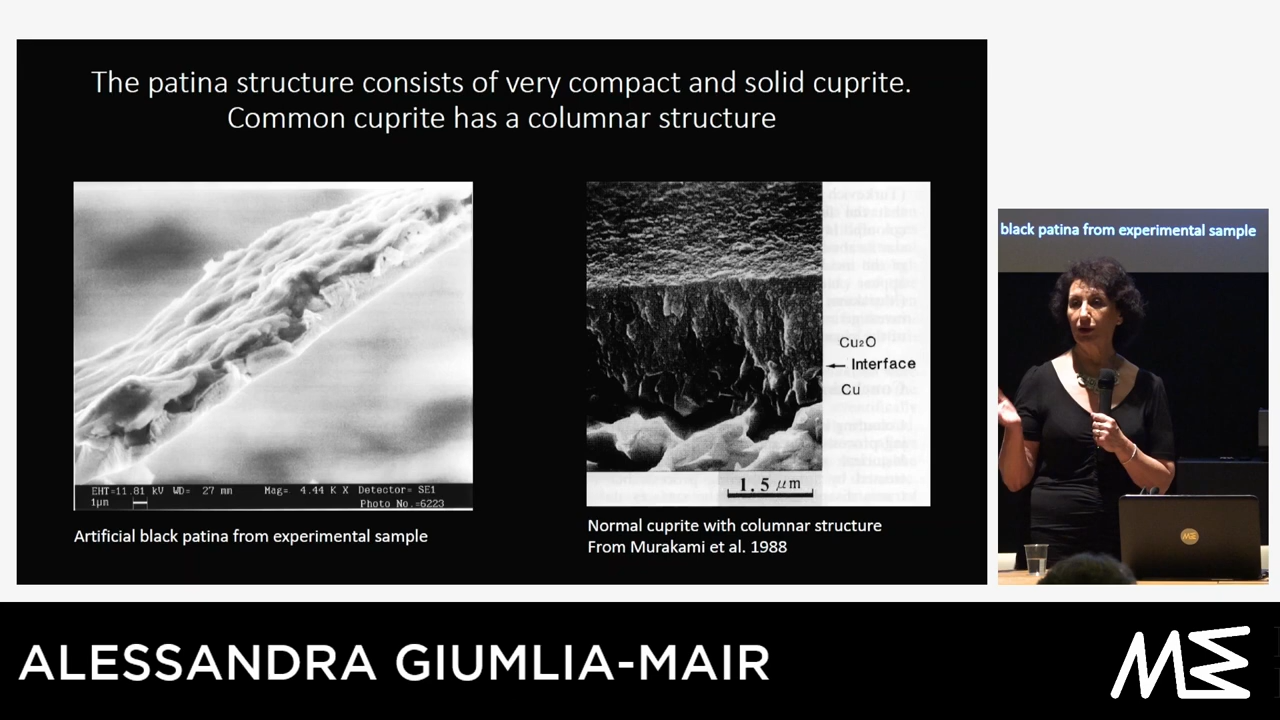 The patina structure consists of very compact and solid cuprite.
Common cuprite has a columnar structure
EHT=11.81 kV WD= 27 mm Mag= 4.44 K X Detector= SE1
1µm Photo No.=6223
Artificial black patina from experimental sample
Cu₂O
← Interface
Cu
1.5 µm
Normal cuprite with columnar structure
From Murakami et al. 1988
black patina from experimental sample
ALESSANDRA GIUMLIA-MAIR